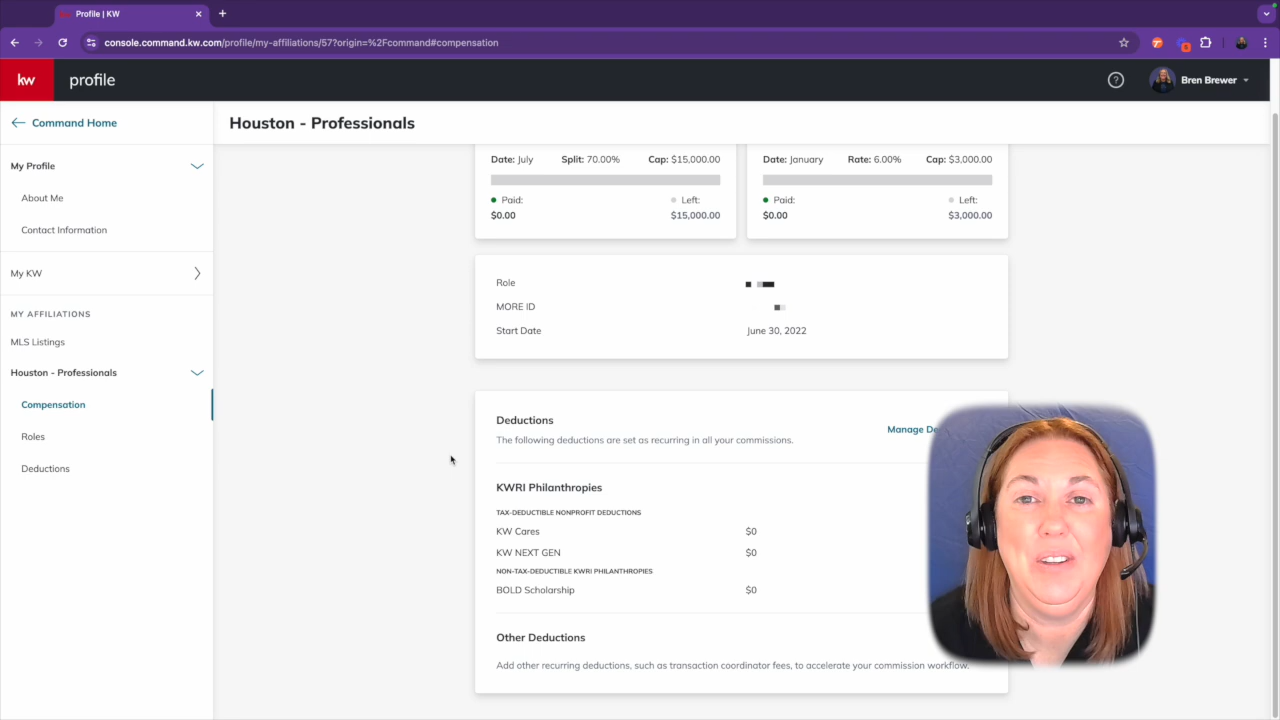 Profile | KW
console.command.kw.com/profile/my-affiliations/57?origin=%2Fcommand#compensation
kw profile
Bren Brewer
Command Home
Houston - Professionals
My Profile
About Me
Contact Information
My KW
MY AFFILIATIONS
MLS Listings
Houston - Professionals
Compensation
Roles
Deductions
Date: July Split: 70.00% Cap: $15,000.00
Paid: Left:
$0.00 $15,000.00
Date: January Rate: 6.00% Cap: $3,000.00
Paid: Left:
$0.00 $3,000.00
Role
MORE ID
Start Date June 30, 2022
Deductions
Manage De
The following deductions are set as recurring in all your commissions.
KWRI Philanthropies
TAX-DEDUCTIBLE NONPROFIT DEDUCTIONS
KW Cares $0
KW NEXT GEN $0
NON-TAX-DEDUCTIBLE KWRI PHILANTHROPIES
BOLD Scholarship $0
Other Deductions
Add other recurring deductions, such as transaction coordinator fees, to accelerate your commission workflow.